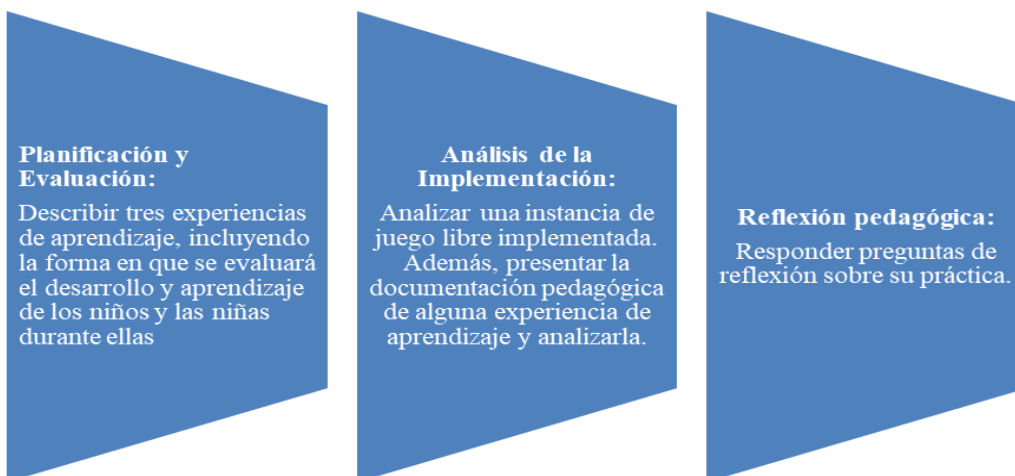 Planificación y
Evaluación:
Describir tres experiencias
de aprendizaje, incluyendo
la forma en que se evaluará
el desarrollo y aprendizaje
de los niños y las niñas
durante ellas
Análisis de la
Implementación:
Analizar una instancia de
juego libre implementada.
Además, presentar la
documentación pedagógica
de alguna experiencia de
aprendizaje y analizarla.
Reflexión pedagógica:
Responder preguntas de
reflexión sobre su práctica.